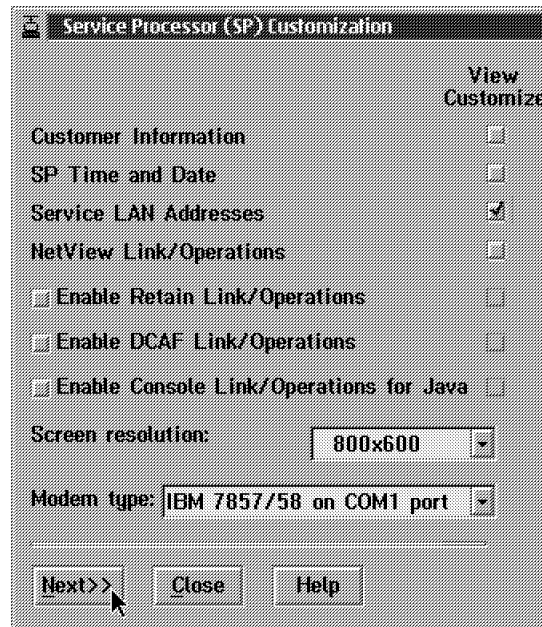 Service Processor (SP) Customization
View
Customize
Customer Information
SP Time and Date
Service LAN Addresses
NetView Link/Operations
Enable Retain Link/Operations
Enable DCAF Link/Operations
Enable Console Link/Operations for Java
Screen resolution: 800x600
Modem type: IBM 7857/58 on COM1 port
Next>> Close Help